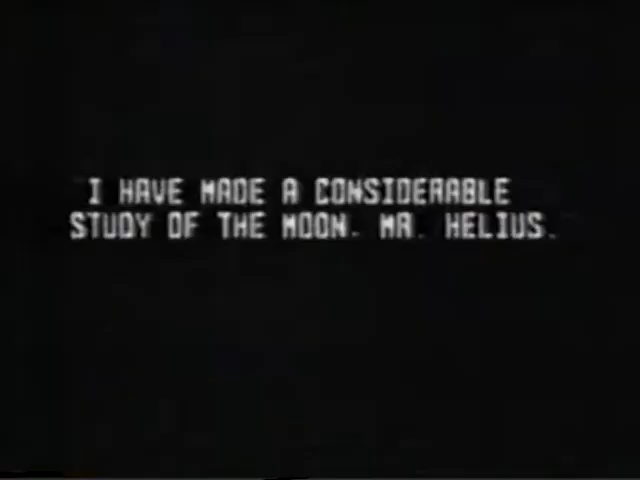 I HAVE MADE A CONSIDERABLE
STUDY OF THE MOON. MR. HELIUS.